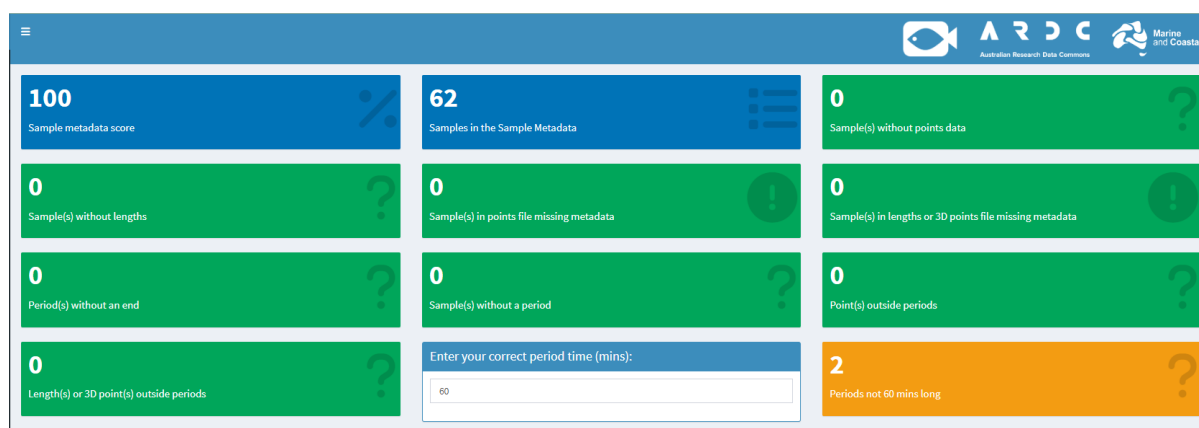 A R D C
Australian Research Data Commons
Marine
and Coasta
100
Sample metadata score
62
Samples in the Sample Metadata
0
Sample(s) without points data
0
Sample(s) without lengths
0
Sample(s) in points file missing metadata
0
Sample(s) in lengths or 3D points file missing metadata
0
Period(s) without an end
0
Sample(s) without a period
0
Point(s) outside periods
0
Length(s) or 3D point(s) outside periods
Enter your correct period time (mins):
60
2
Periods not 60 mins long